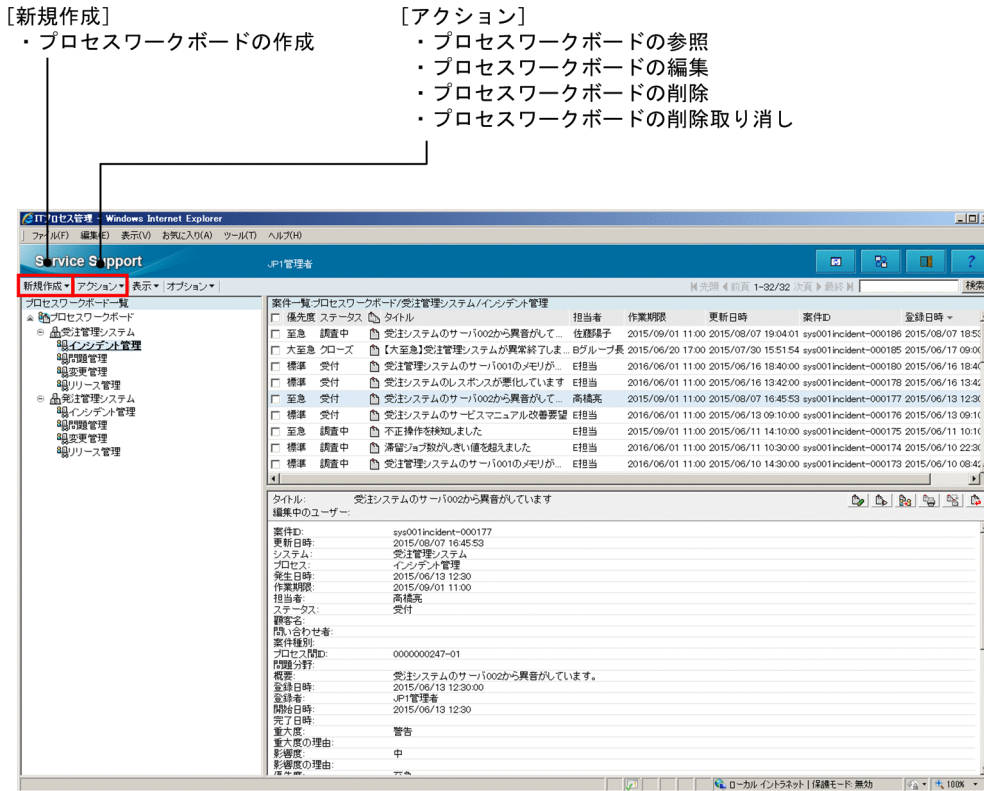 [新規作成]
・プロセスワークボードの作成
[アクション]
・プロセスワークボードの参照
・プロセスワークボードの編集
・プロセスワークボードの削除
・プロセスワークボードの削除取り消し
ITプロセス管理 - Windows Internet Explorer
ファイル(F) 編集(E) 表示(V) お気に入り(A) ツール(T) ヘルプ(H)
Service Support JP1管理者
新規作成 アクション 表示 オプション 先頭 前頁 1-32/32 次頁 最終 検索
プロセスワークボード一覧
プロセスワークボード
受注管理システム
インシデント管理
問題管理
変更管理
リリース管理
発注管理システム
インシデント管理
問題管理
変更管理
リリース管理
案件一覧:プロセスワークボード/受注管理システム/インシデント管理
優先度 ステータス タイトル 担当者 作業期限 更新日時 案件ID 登録日時
至急 調査中 受注システムのサーバ002から異音がして... 佐藤陽子 2015/09/01 11:00 2015/08/07 19:04:01 sys001incident-000186 2015/08/07 18:53
大至急 クローズ 【大至急】受注管理システムが異常終了しま... Bグループ長 2015/06/20 17:00 2015/07/30 15:51:54 sys001incident-000185 2015/06/17 09:00
標準 受付 受注管理システムのサーバ001のメモリが... E担当 2016/06/01 11:00 2015/06/16 18:40:00 sys001incident-000180 2015/06/16 18:40
標準 受付 受注システムのレスポンスが悪化しています E担当 2016/06/01 11:00 2015/06/16 13:42:00 sys001incident-000178 2015/06/16 13:42
至急 受付 受注システムのサーバ002から異音がして... 高橋亮 2015/09/01 11:00 2015/08/07 16:45:53 sys001incident-000177 2015/06/13 12:30
標準 受付 受注システムのサービスマニュアル改善要望 E担当 2016/06/01 11:00 2015/06/13 09:10:00 sys001incident-000176 2015/06/13 09:10
至急 調査中 不正操作を検知しました E担当 2015/09/01 11:00 2015/06/11 14:10:00 sys001incident-000175 2015/06/11 10:10
標準 調査中 滞留ジョブ数がしきい値を超えました E担当 2016/06/01 11:00 2015/06/11 10:30:00 sys001incident-000174 2015/06/10 22:30
標準 調査中 受注管理システムのサーバ001のメモリが... E担当 2016/06/01 11:00 2015/06/10 14:30:00 sys001incident-000173 2015/06/10 08:42
タイトル: 受注システムのサーバ002から異音がしています
編集中のユーザー:
案件ID: sys001incident-000177
更新日時: 2015/08/07 16:45:53
システム: 受注管理システム
プロセス: インシデント管理
発生日時: 2015/06/13 12:30
作業期限: 2015/09/01 11:00
担当者: 高橋亮
ステータス: 受付
顧客名:
問い合わせ者:
案件種別:
プロセス間ID: 0000000247-01
問題分野:
概要: 受注システムのサーバ002から異音がしています。
登録日時: 2015/06/13 12:30:00
登録者: JP1管理者
開始日時: 2015/06/13 12:30
完了日時:
重大度: 警告
重大度の理由:
影響度: 中
影響度の理由:
優先度: 至急
ローカル イントラネット | 保護モード: 無効 100%